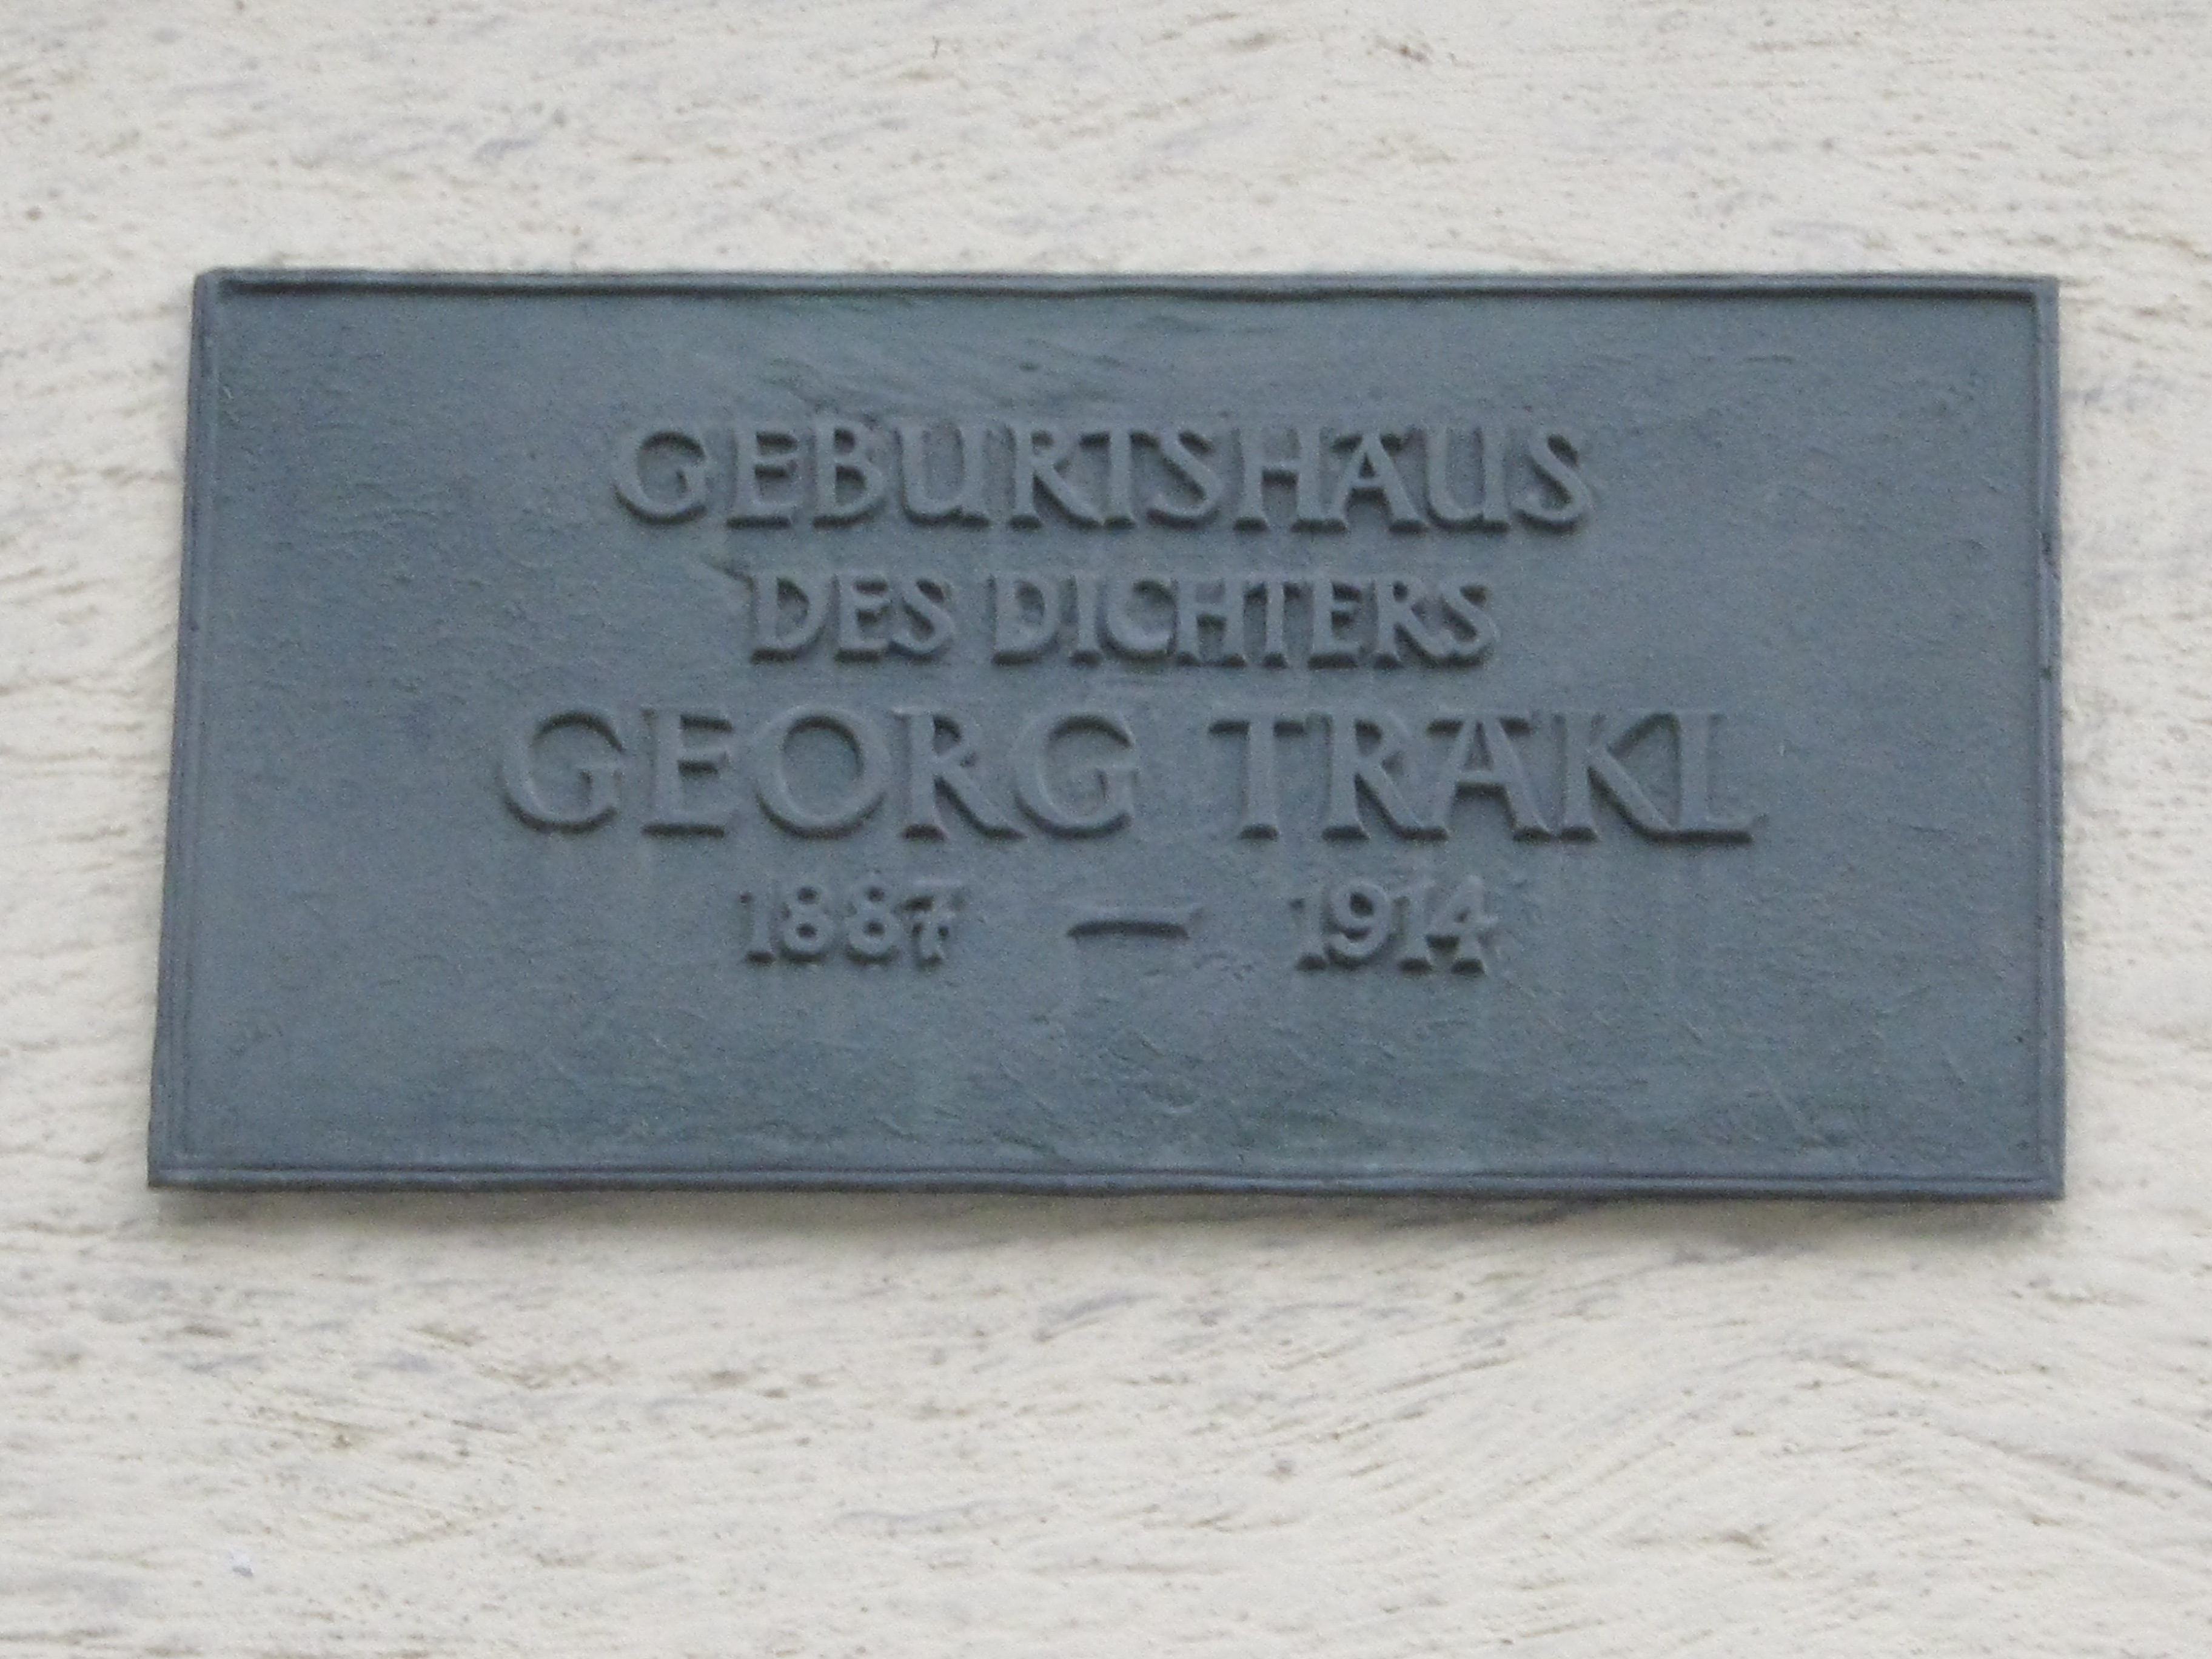 GEBURTSHAUS
DES DICHTERS
GEORG TRAKL
1887 — 1914